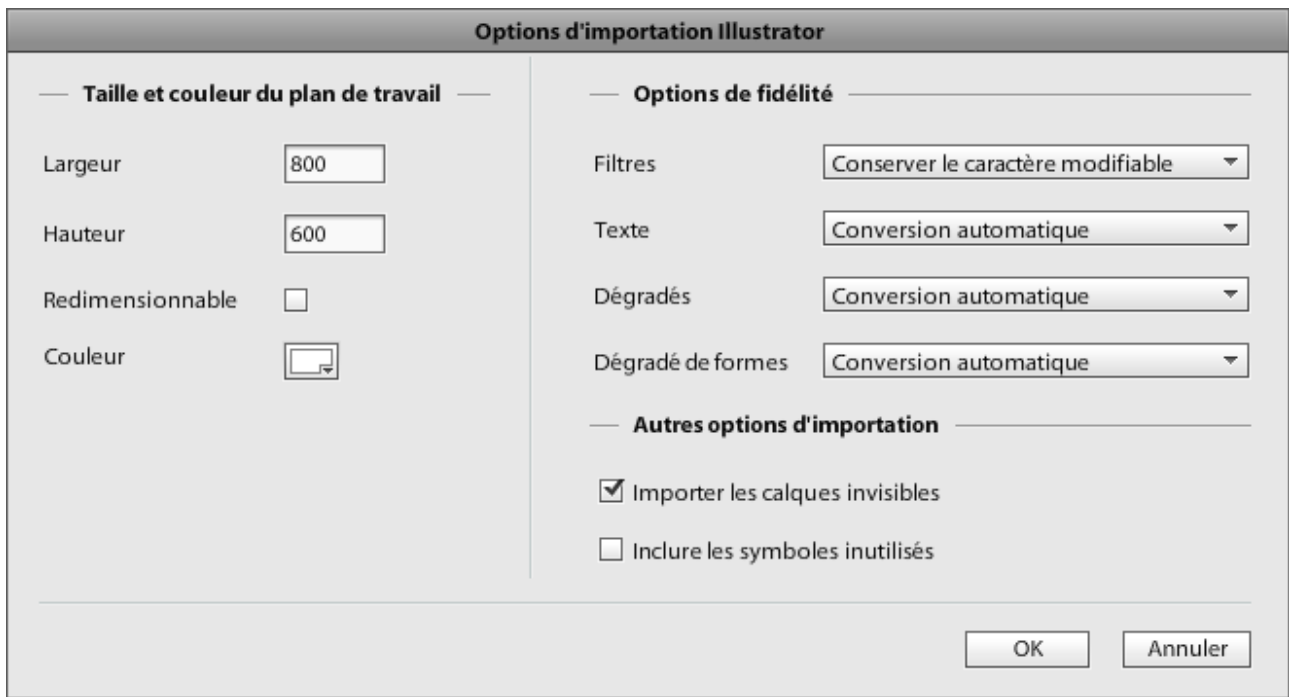 Options d'importation Illustrator
Taille et couleur du plan de travail
Largeur 800
Hauteur 600
Redimensionnable
Couleur
Options de fidélité
Filtres Conserver le caractère modifiable
Texte Conversion automatique
Dégradés Conversion automatique
Dégradé de formes Conversion automatique
Autres options d'importation
Importer les calques invisibles
Inclure les symboles inutilisés
OK Annuler